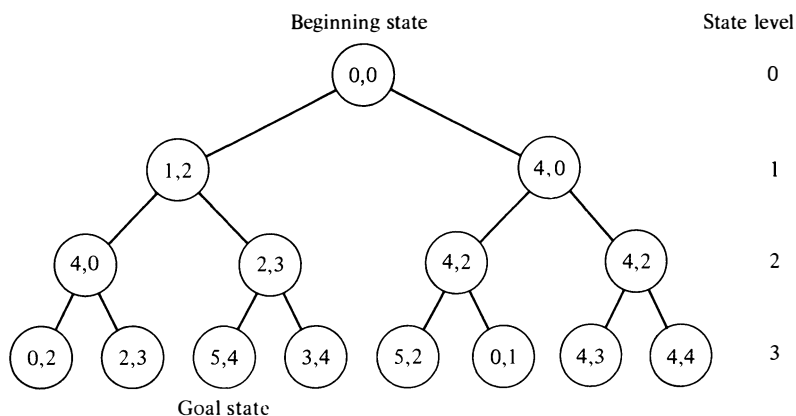 Beginning state State level
0,0 0
1,2 4,0 1
4,0 2,3 4,2 4,2 2
0,2 2,3 5,4 3,4 5,2 0,1 4,3 4,4 3
Goal state